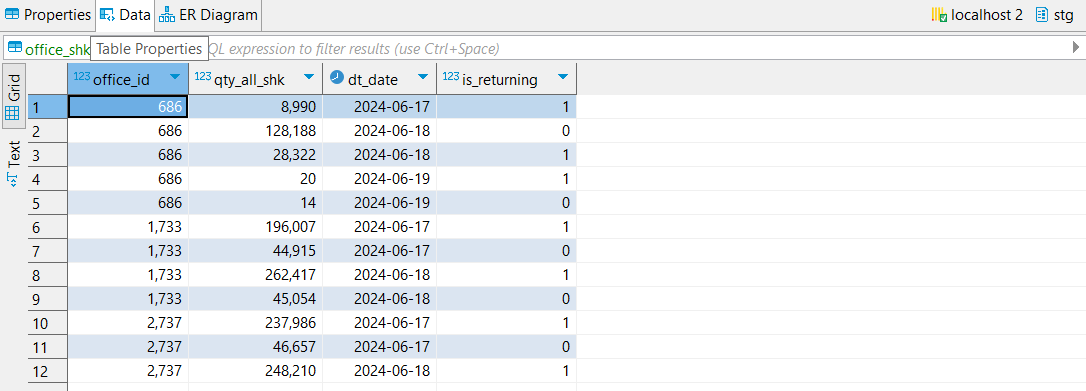 Properties Data ER Diagram localhost 2 stg
office_shk Table Properties QL expression to filter results (use Ctrl+Space)
Grid
Text
123 office_id 123 qty_all_shk dt_date 123 is_returning
1 686 8,990 2024-06-17 1
2 686 128,188 2024-06-18 0
3 686 28,322 2024-06-18 1
4 686 20 2024-06-19 1
5 686 14 2024-06-19 0
6 1,733 196,007 2024-06-17 1
7 1,733 44,915 2024-06-17 0
8 1,733 262,417 2024-06-18 1
9 1,733 45,054 2024-06-18 0
10 2,737 237,986 2024-06-17 1
11 2,737 46,657 2024-06-17 0
12 2,737 248,210 2024-06-18 1